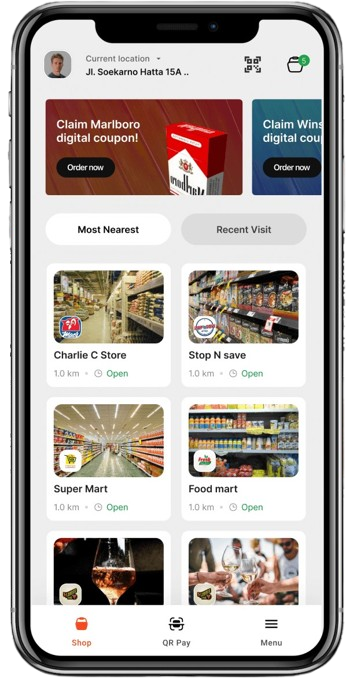 Current location
Jl. Soekarno Hatta 15A ..
5
Claim Marlboro
digital coupon!
Order now
Claim Wins
digital cou
Order now
Most Nearest
Recent Visit
Charlie C Store
1.0 km • Open
Stop N save
1.0 km • Open
Super Mart
1.0 km • Open
Food mart
1.0 km • Open
Shop
QR Pay
Menu